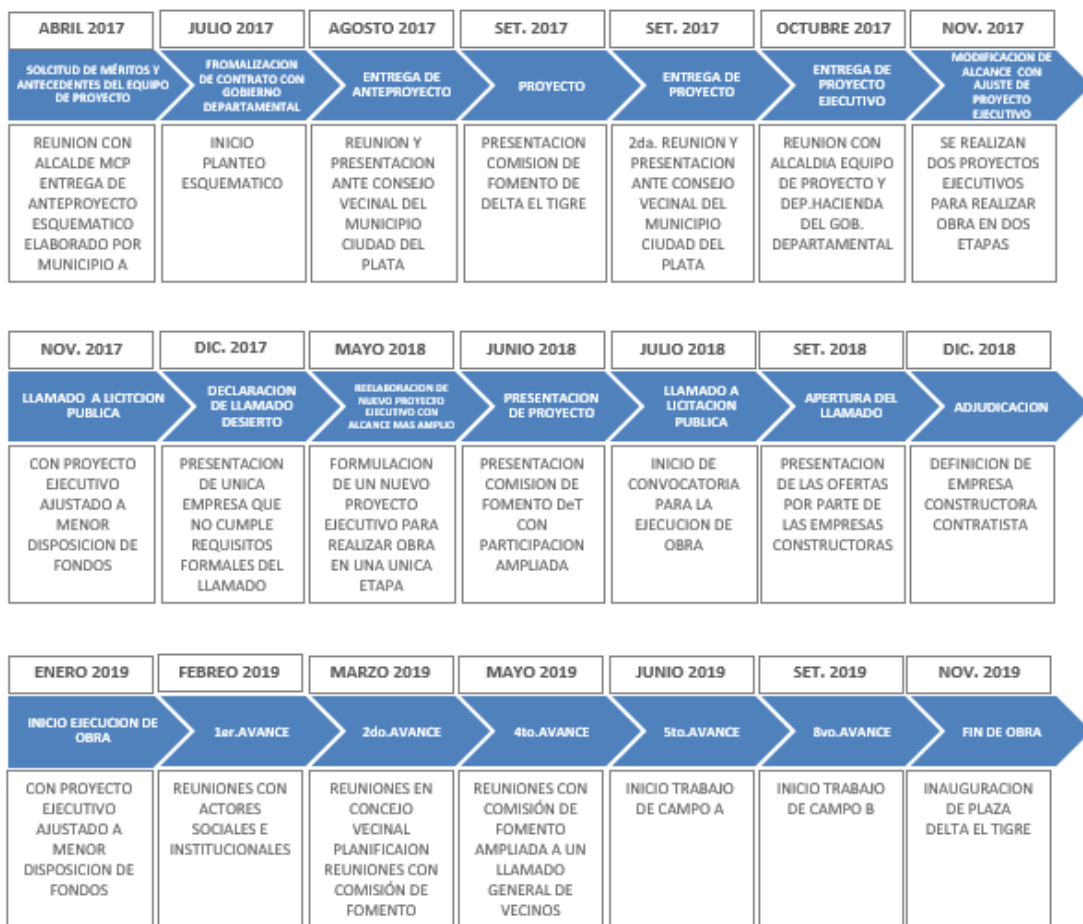 ABRIL 2017
JULIO 2017
AGOSTO 2017
SET. 2017
SET. 2017
OCTUBRE 2017
NOV. 2017
SOLCITUD DE MÉRITOS Y
ANTECEDENTES DEL EQUIPO
DE PROYECTO
FROMALIZACION
DE CONTRATO CON
GOBIERNO
DEPARTAMENTAL
ENTREGA DE
ANTEPROYECTO
PROYECTO
ENTREGA DE
PROYECTO
ENTREGA DE
PROYECTO
EJECUTIVO
MODIFICACION DE
ALCANCE CON
AJUSTE DE
PROYECTO
EJECUTIVO
REUNION CON
ALCALDE MCP
ENTREGA DE
ANTEPROYECTO
ESQUEMATICO
ELABORADO POR
MUNICIPIO A
INICIO
PLANTEO
ESQUEMATICO
REUNION Y
PRESENTACION
ANTE CONSEJO
VECINAL DEL
MUNICIPIO
CIUDAD DEL
PLATA
PRESENTACION
COMISION DE
FOMENTO DE
DELTA EL TIGRE
2da. REUNION Y
PRESENTACION
ANTE CONSEJO
VECINAL DEL
MUNICIPIO
CIUDAD DEL
PLATA
REUNION CON
ALCALDIA EQUIPO
DE PROYECTO Y
DEP.HACIENDA
DEL GOB.
DEPARTAMENTAL
SE REALIZAN
DOS PROYECTOS
EJECUTIVOS
PARA REALIZAR
OBRA EN DOS
ETAPAS
NOV. 2017
DIC. 2017
MAYO 2018
JUNIO 2018
JULIO 2018
SET. 2018
DIC. 2018
LLAMADO A LICITCION
PUBLICA
DECLARACION
DE LLAMADO
DESIERTO
REELABORACION DE
NUEVO PROYECTO
EJECUTIVO CON
ALCANCE MAS AMPLIO
PRESENTACION
DE PROYECTO
LLAMADO A
LICITACION
PUBLICA
APERTURA DEL
LLAMADO
ADJUDICACION
CON PROYECTO
EJECUTIVO
AJUSTADO A
MENOR
DISPOSICION DE
FONDOS
PRESENTACION
DE UNICA
EMPRESA QUE
NO CUMPLE
REQUISITOS
FORMALES DEL
LLAMADO
FORMULACION
DE UN NUEVO
PROYECTO
EJECUTIVO PARA
REALIZAR OBRA
EN UNA UNICA
ETAPA
PRESENTACION
COMISION DE
FOMENTO DeT
CON
PARTICIPACION
AMPLIADA
INICIO DE
CONVOCATORIA
PARA LA
EJECUCION DE
OBRA
PRESENTACION
DE LAS OFERTAS
POR PARTE DE
LAS EMPRESAS
CONSTRUCTORAS
DEFINICION DE
EMPRESA
CONSTRUCTORA
CONTRATISTA
ENERO 2019
FEBREO 2019
MARZO 2019
MAYO 2019
JUNIO 2019
SET. 2019
NOV. 2019
INICIO EJECUCION DE
OBRA
1er.AVANCE
2do.AVANCE
4to.AVANCE
5to.AVANCE
8vo.AVANCE
FIN DE OBRA
CON PROYECTO
EJECUTIVO
AJUSTADO A
MENOR
DISPOSICION DE
FONDOS
REUNIONES CON
ACTORES
SOCIALES E
INSTITUCIONALES
REUNIONES EN
CONCEJO
VECINAL
PLANIFICAION
REUNIONES CON
COMISIÓN DE
FOMENTO
REUNIONES CON
COMISIÓN DE
FOMENTO
AMPLIADA A UN
LLAMADO
GENERAL DE
VECINOS
INICIO TRABAJO
DE CAMPO A
INICIO TRABAJO
DE CAMPO B
INAUGURACION
DE PLAZA
DELTA EL TIGRE